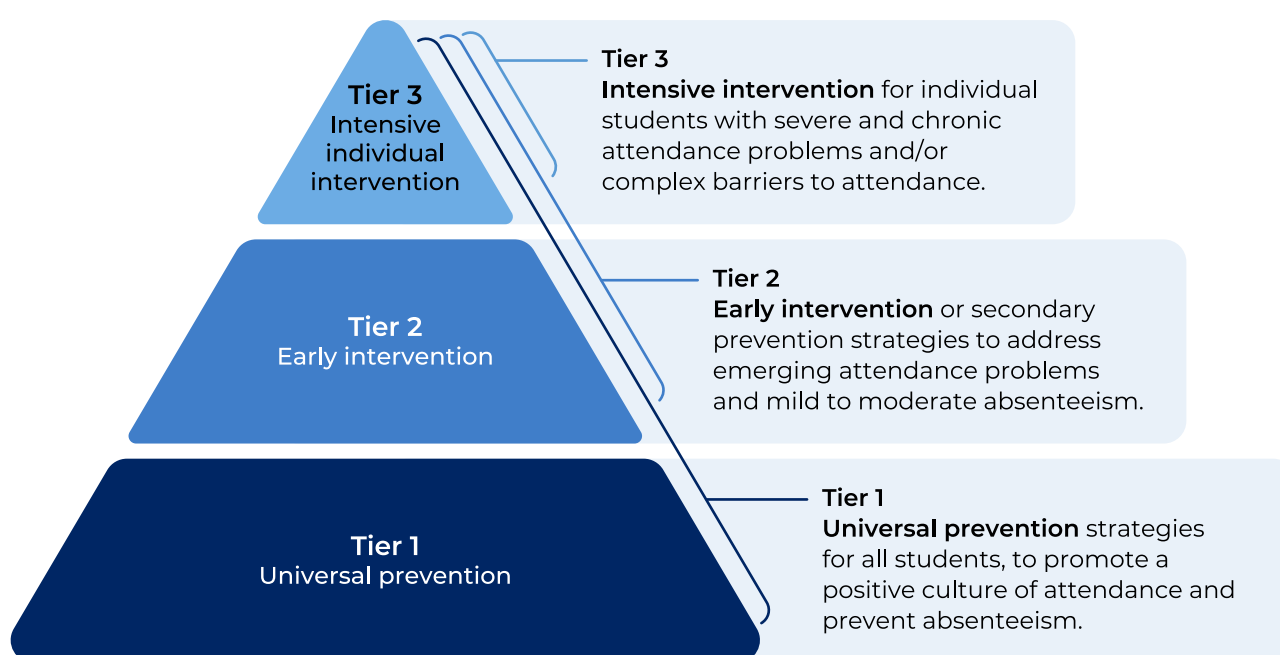 Tier 3
Intensive
individual
intervention
Tier 3
Intensive intervention for individual
students with severe and chronic
attendance problems and/or
complex barriers to attendance.
Tier 2
Early intervention
Tier 2
Early intervention or secondary
prevention strategies to address
emerging attendance problems
and mild to moderate absenteeism.
Tier 1
Universal prevention
Tier 1
Universal prevention strategies
for all students, to promote a
positive culture of attendance and
prevent absenteeism.